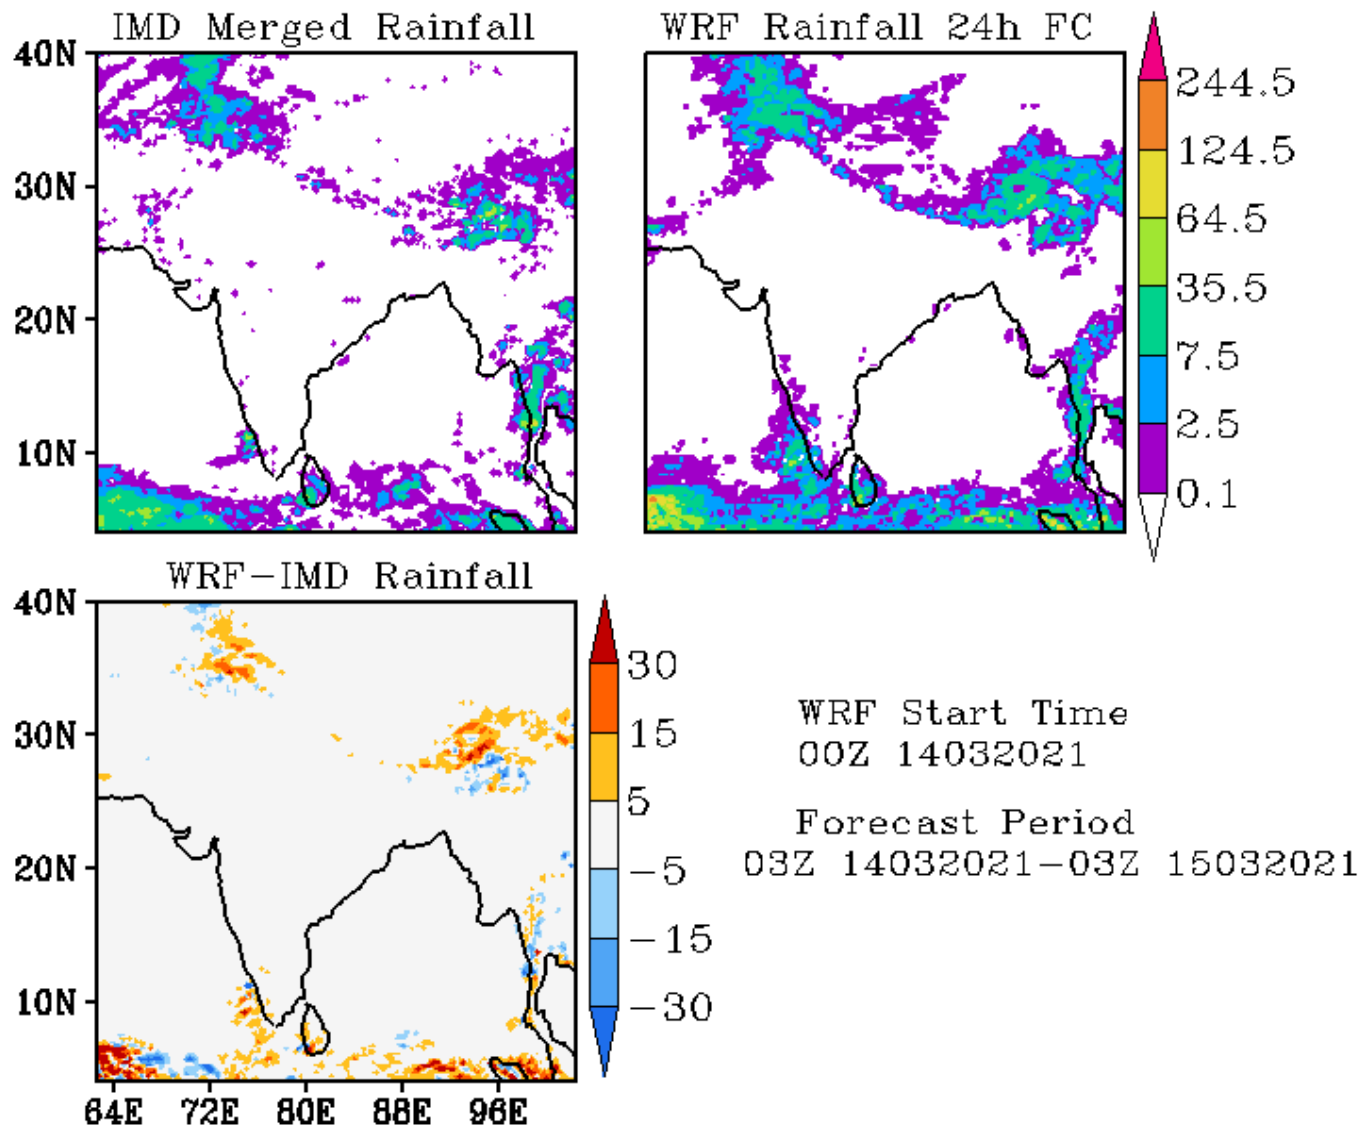 IMD Merged Rainfall
WRF Rainfall 24h FC
40N
30N
20N
10N
244.5
124.5
64.5
35.5
7.5
2.5
0.1
WRF-IMD Rainfall
40N
30N
20N
10N
64E 72E 80E 88E 96E
30
15
5
-5
-15
-30
WRF Start Time
00Z 14032021
Forecast Period
03Z 14032021-03Z 15032021